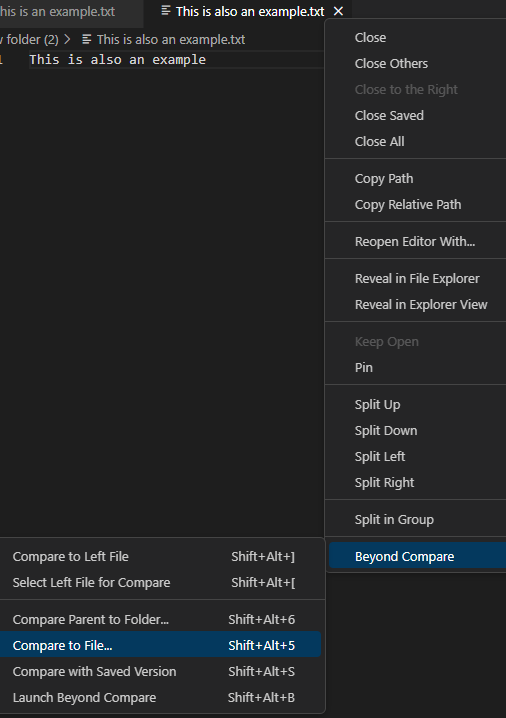 his is an example.txt This is also an example.txt
folder (2) > This is also an example.txt
1 This is also an example
Close
Close Others
Close to the Right
Close Saved
Close All
Copy Path
Copy Relative Path
Reopen Editor With...
Reveal in File Explorer
Reveal in Explorer View
Keep Open
Pin
Split Up
Split Down
Split Left
Split Right
Split in Group
Beyond Compare
Compare to Left File Shift+Alt+]
Select Left File for Compare Shift+Alt+[
Compare Parent to Folder... Shift+Alt+6
Compare to File... Shift+Alt+5
Compare with Saved Version Shift+Alt+S
Launch Beyond Compare Shift+Alt+B